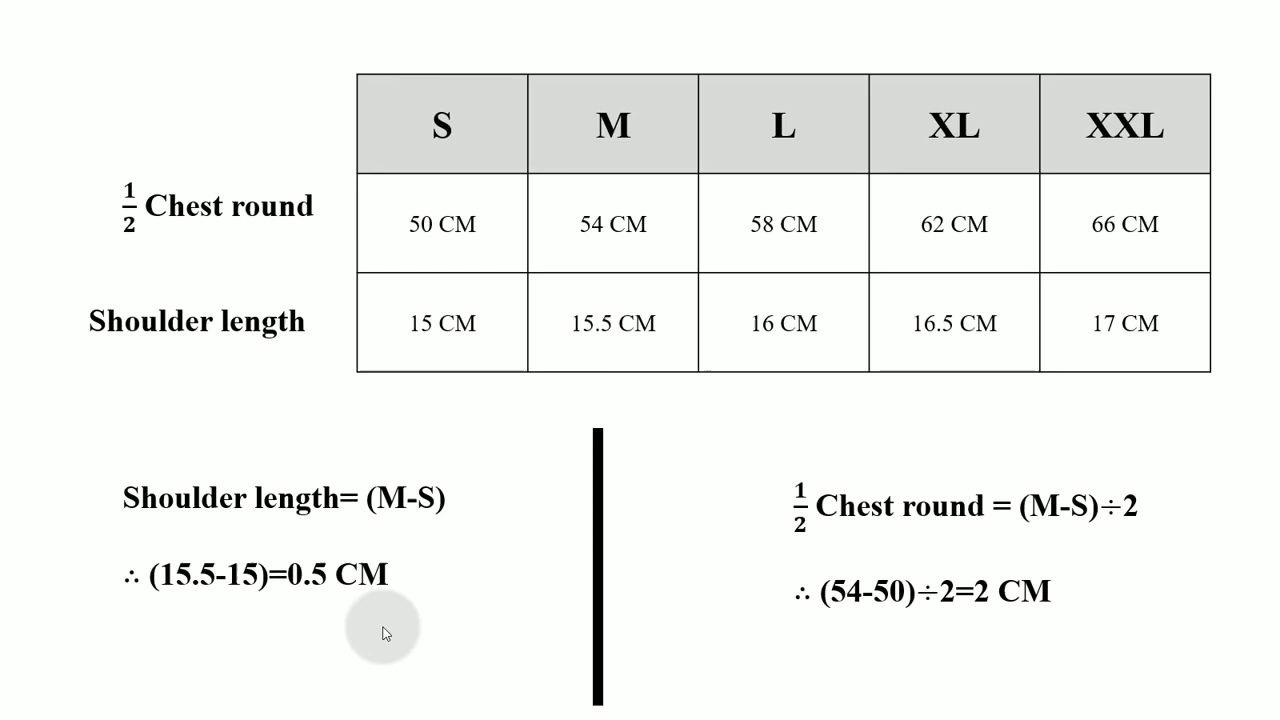 S M L XL XXL
1/2 Chest round 50 CM 54 CM 58 CM 62 CM 66 CM
Shoulder length 15 CM 15.5 CM 16 CM 16.5 CM 17 CM
Shoulder length= (M-S)
∴ (15.5-15)=0.5 CM
1/2 Chest round = (M-S)÷2
∴ (54-50)÷2=2 CM